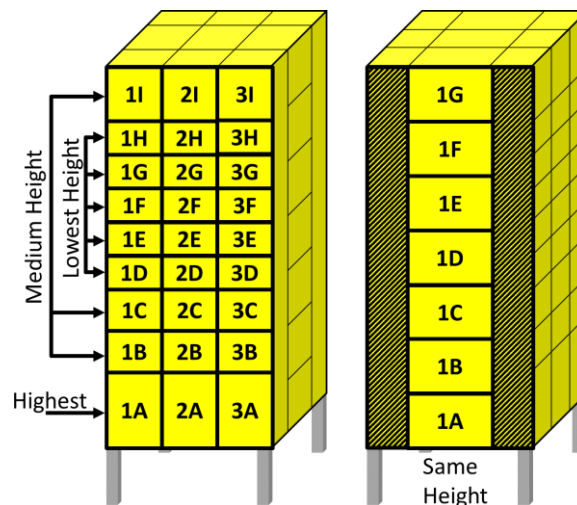 1I 2I 3I
1H 2H 3H
1G 2G 3G
1F 2F 3F
1E 2E 3E
1D 2D 3D
1C 2C 3C
1B 2B 3B
1A 2A 3A
Medium Height
Lowest Height
Highest
1G
1F
1E
1D
1C
1B
1A
Same
Height